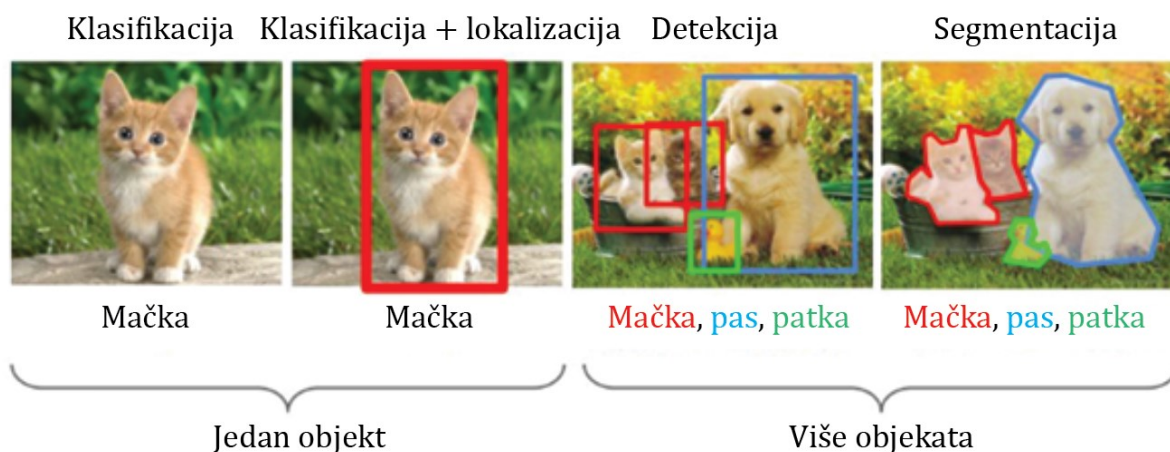 Klasifikacija Klasifikacija + lokalizacija Detekcija Segmentacija
Mačka Mačka Mačka, pas, patka Mačka, pas, patka
Jedan objekt Više objekata